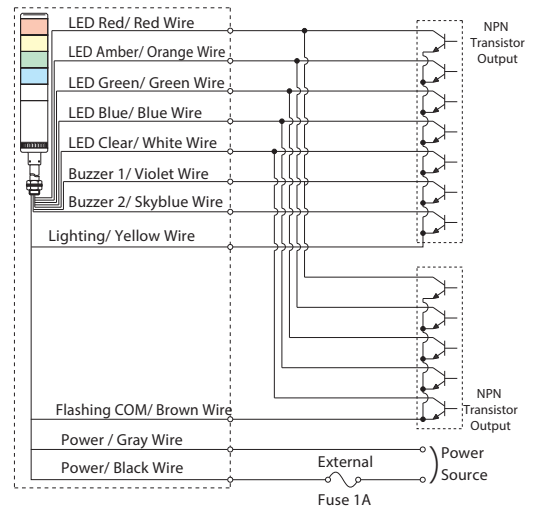 LED Red/ Red Wire
LED Amber/ Orange Wire
LED Green/ Green Wire
LED Blue/ Blue Wire
LED Clear/ White Wire
Buzzer 1/ Violet Wire
Buzzer 2/ Skyblue Wire
Lighting/ Yellow Wire
NPN
Transistor
Output
Flashing COM/ Brown Wire
Power / Gray Wire
Power/ Black Wire
NPN
Transistor
Output
External
Fuse 1A
Power
Source